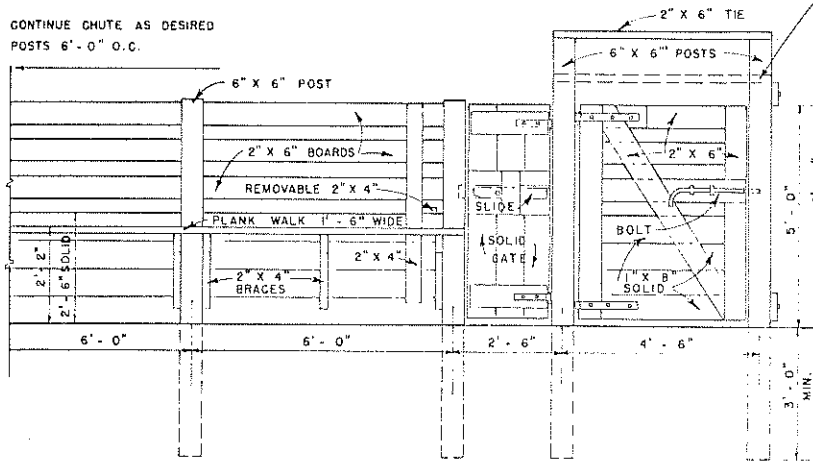 CONTINUE CHUTE AS DESIRED
POSTS 6'-0" O.C.
2" X 6" TIE
6" X 6" POSTS
6" X 6" POST
2" X 6" BOARDS
2" X 6"
REMOVABLE 2" X 4"
SLIDE
PLANK WALK 1'-6" WIDE
BOLT
SOLID
GATE
5'-0"
2'-2"
2'-6" SOLID
2" X 4"
2" X 4"
BRACES
1" X 8"
SOLID
6'-0"
6'-0"
2'-6"
4'-6"
3'-0"
MIN.